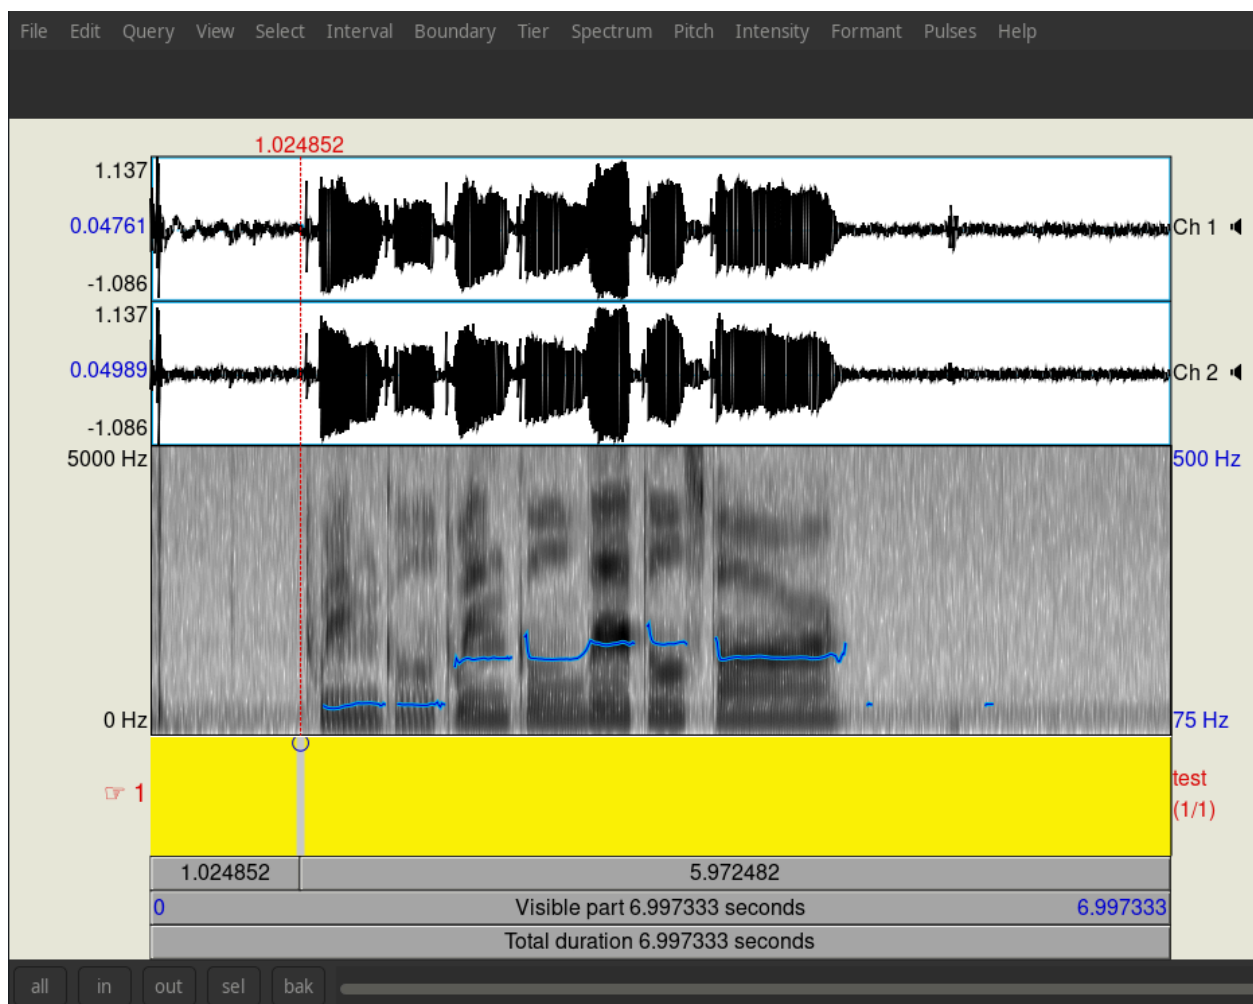 File Edit Query View Select Interval Boundary Tier Spectrum Pitch Intensity Formant Pulses Help
1.024852
1.137
0.04761
-1.086
Ch 1
1.137
0.04989
-1.086
Ch 2
5000 Hz
500 Hz
0 Hz
75 Hz
☞ 1
test
(1/1)
1.024852 5.972482
0 Visible part 6.997333 seconds 6.997333
Total duration 6.997333 seconds
all in out sel bak